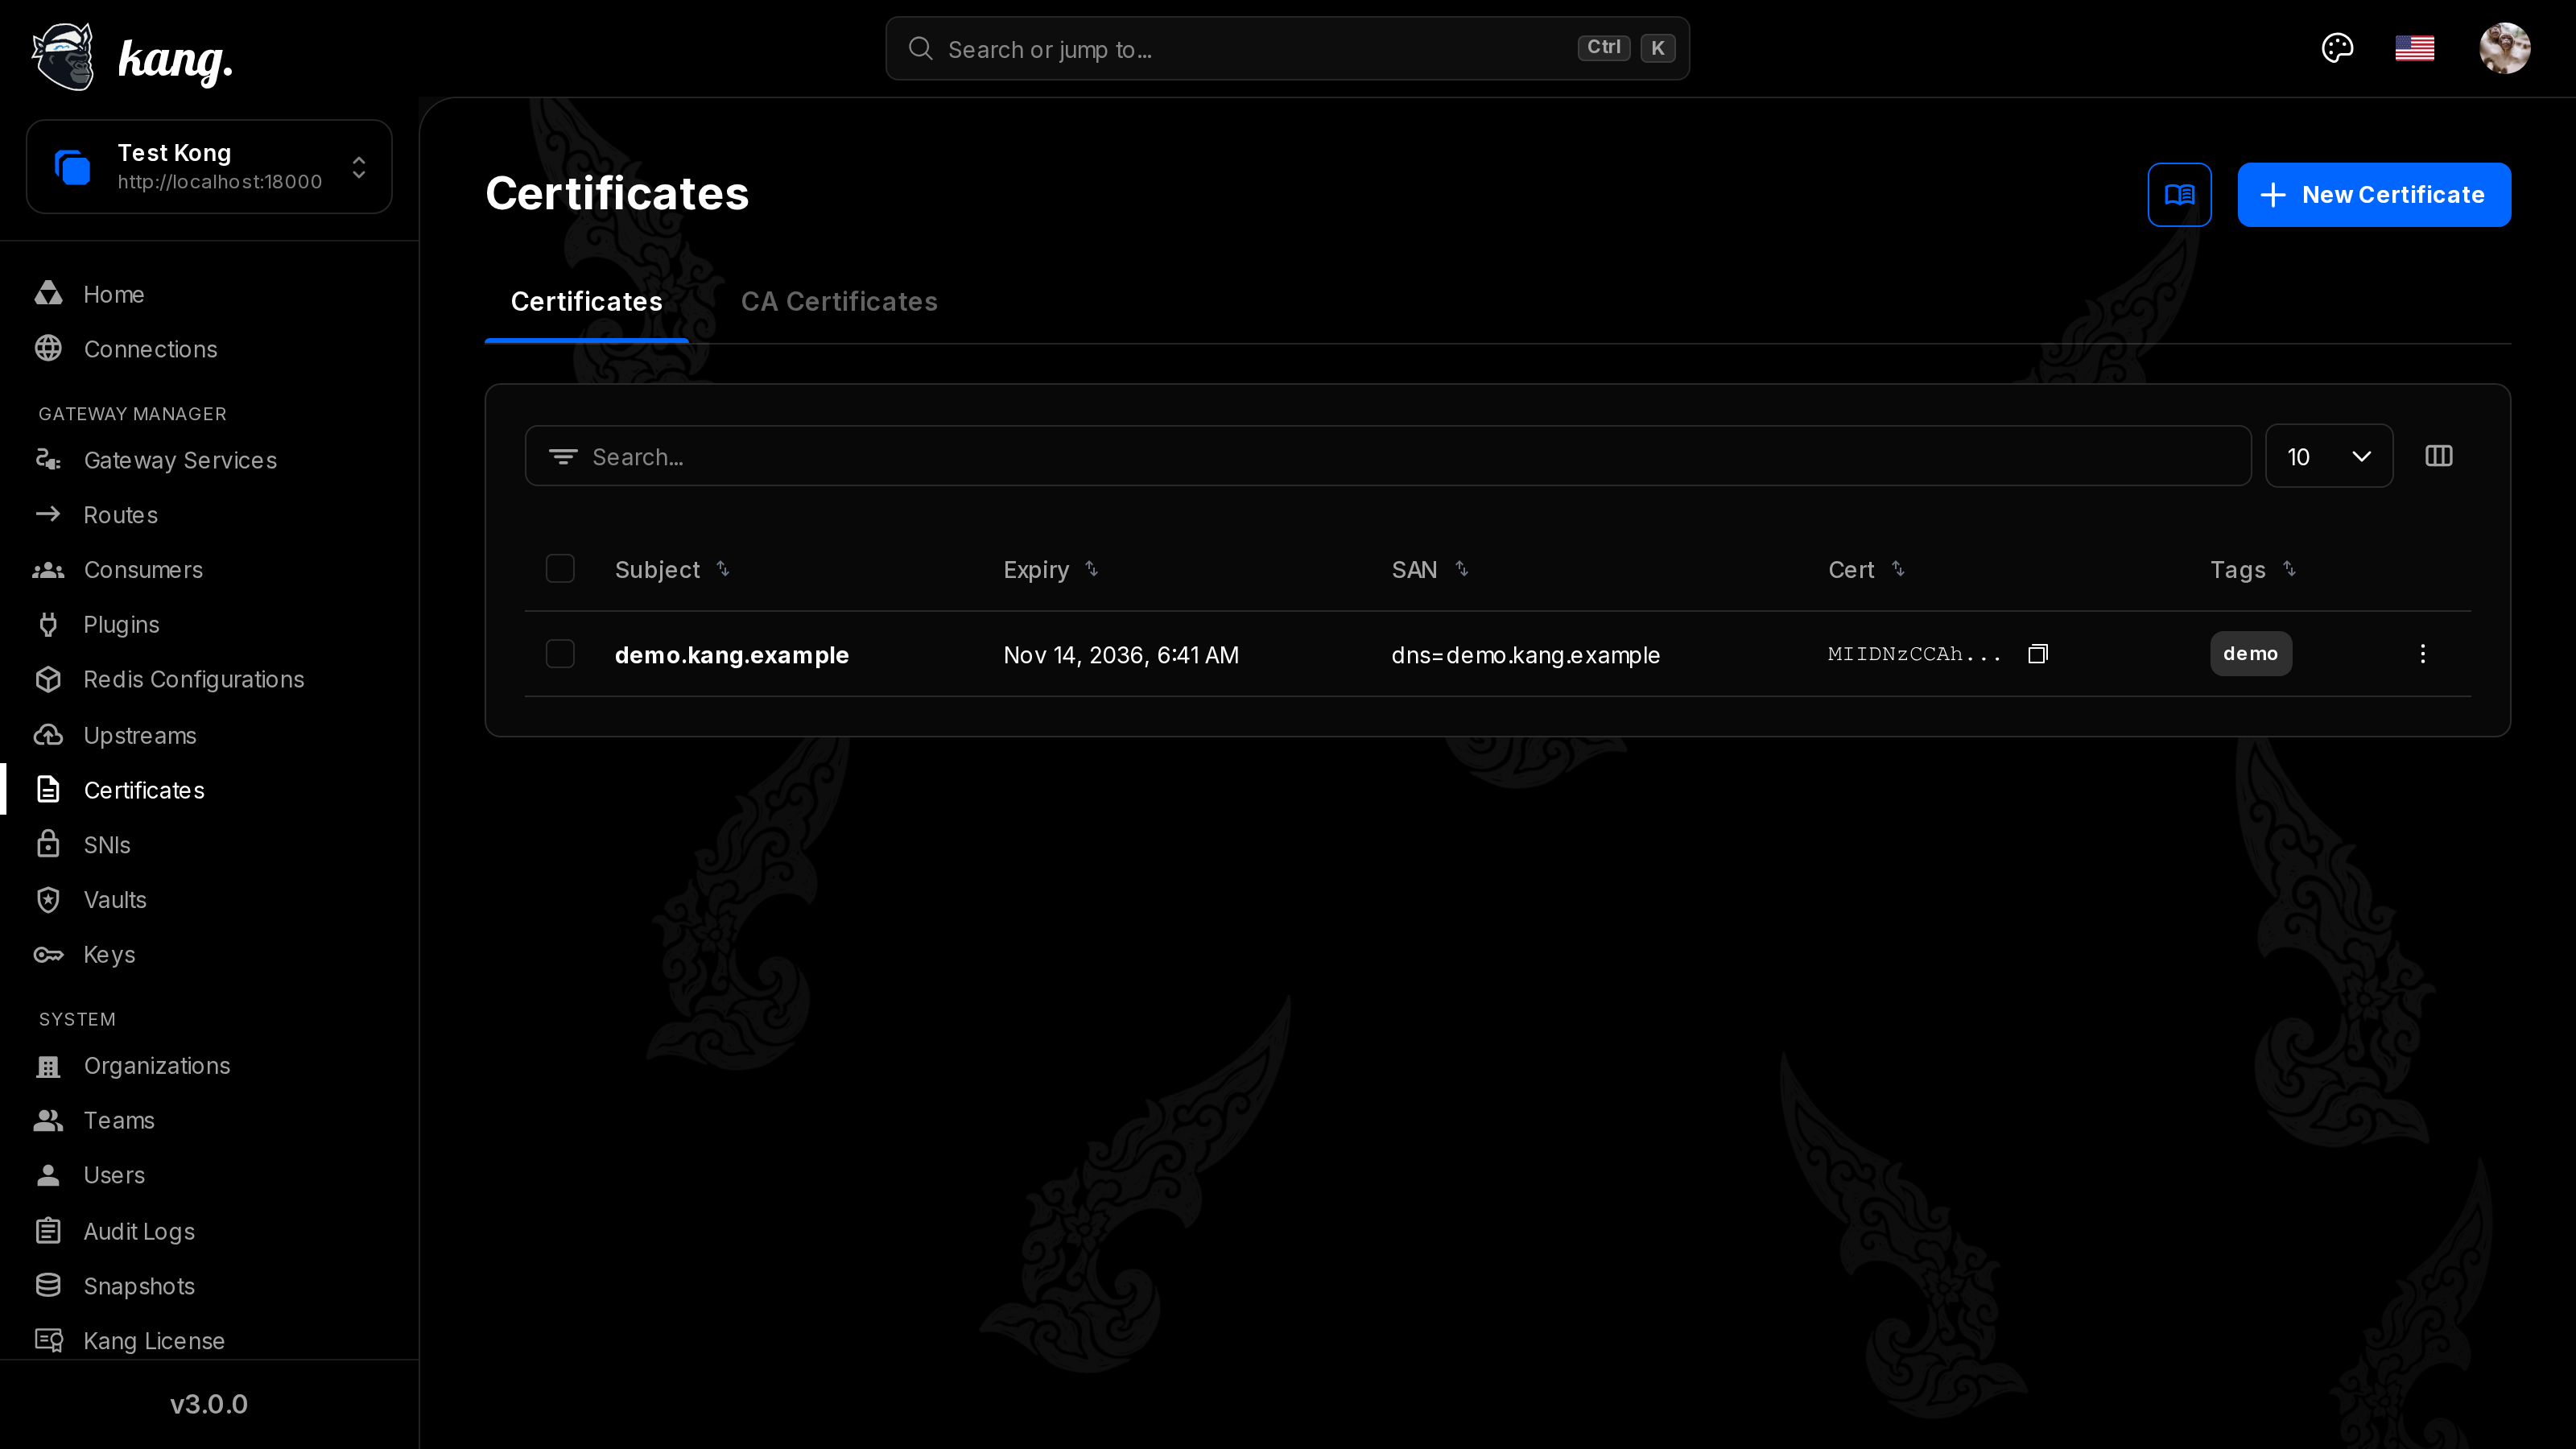 kang.
Search or jump to...
Ctrl
K
Test Kong
http://localhost:18000
Home
Connections
GATEWAY MANAGER
Gateway Services
Routes
Consumers
Plugins
Redis Configurations
Upstreams
Certificates
SNIs
Vaults
Keys
SYSTEM
Organizations
Teams
Users
Audit Logs
Snapshots
Kang License
v3.0.0
Certificates
New Certificate
Certificates
CA Certificates
Search...
10
Subject
Expiry
SAN
Cert
Tags
demo.kang.example
Nov 14, 2036, 6:41 AM
dns=demo.kang.example
MIIDNzCCAh...
demo